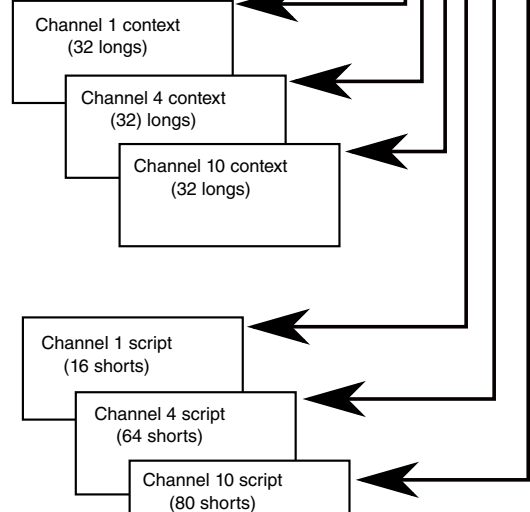 Channel 1 context
(32 longs)
Channel 4 context
(32) longs)
Channel 10 context
(32 longs)
Channel 1 script
(16 shorts)
Channel 4 script
(64 shorts)
Channel 10 script
(80 shorts)